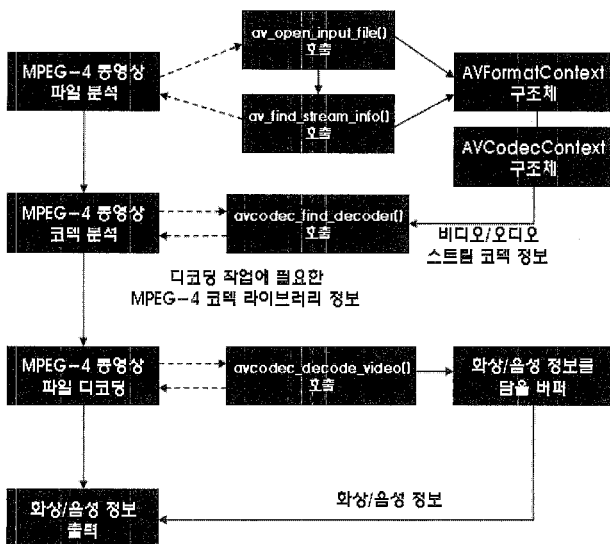 av_open_input_file()
호출
MPEG-4 동영상
파일 분석
AVFormatContext
구조체
av_find_stream_info()
호출
AVCodecContext
구조체
MPEG-4 동영상
코덱 분석
avcodec_find_decoder()
호출
비디오/오디오
스트림 코덱 정보
디코딩 작업에 필요한
MPEG-4 코덱 라이브러리 정보
MPEG-4 동영상
파일 디코딩
avcodec_decode_video()
호출
화상/음성 정보를
담을 버퍼
화상/음성 정보
화상/음성 정보
출력